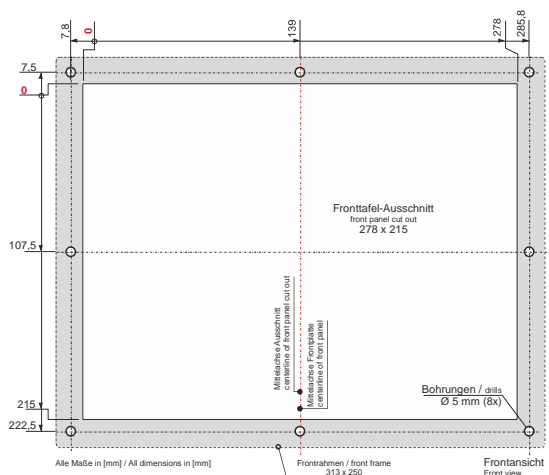 7,8
0
139
278
285,8
7,5
0
Fronttafel-Ausschnitt
front panel cut out
278 x 215
107,5
Mittelachse Ausschnitt
centerline of front panel cut out
Mittelachse Frontplatte
centerline of front panel
Bohrungen / drills
Ø 5 mm (8x)
215
222,5
Alle Maße in [mm] / All dimensions in [mm]
Frontrahmen / front frame
313 x 250
Frontansicht
Front view